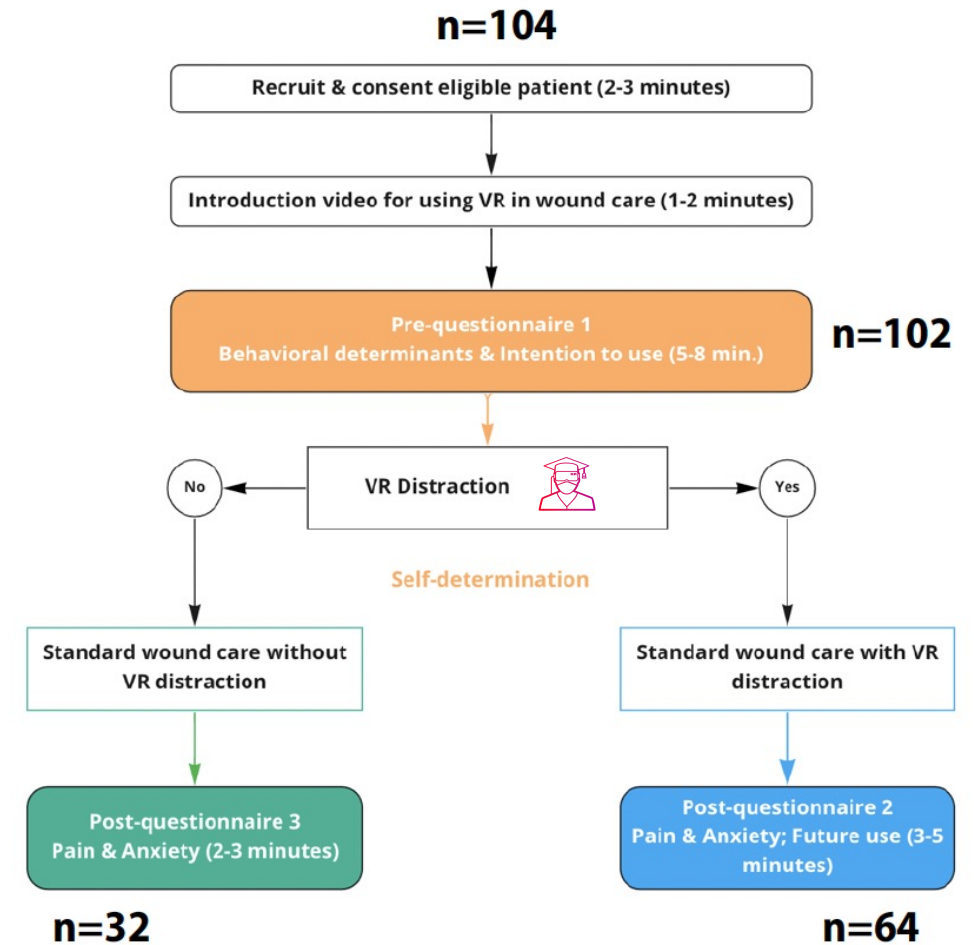 n=104
Recruit & consent eligible patient (2-3 minutes)
Introduction video for using VR in wound care (1-2 minutes)
Pre-questionnaire 1
Behavioral determinants & Intention to use (5-8 min.)
n=102
No
VR Distraction
Yes
Self-determination
Standard wound care without
VR distraction
Standard wound care with VR
distraction
Post-questionnaire 3
Pain & Anxiety (2-3 minutes)
Post-questionnaire 2
Pain & Anxiety; Future use (3-5
minutes)
n=32
n=64